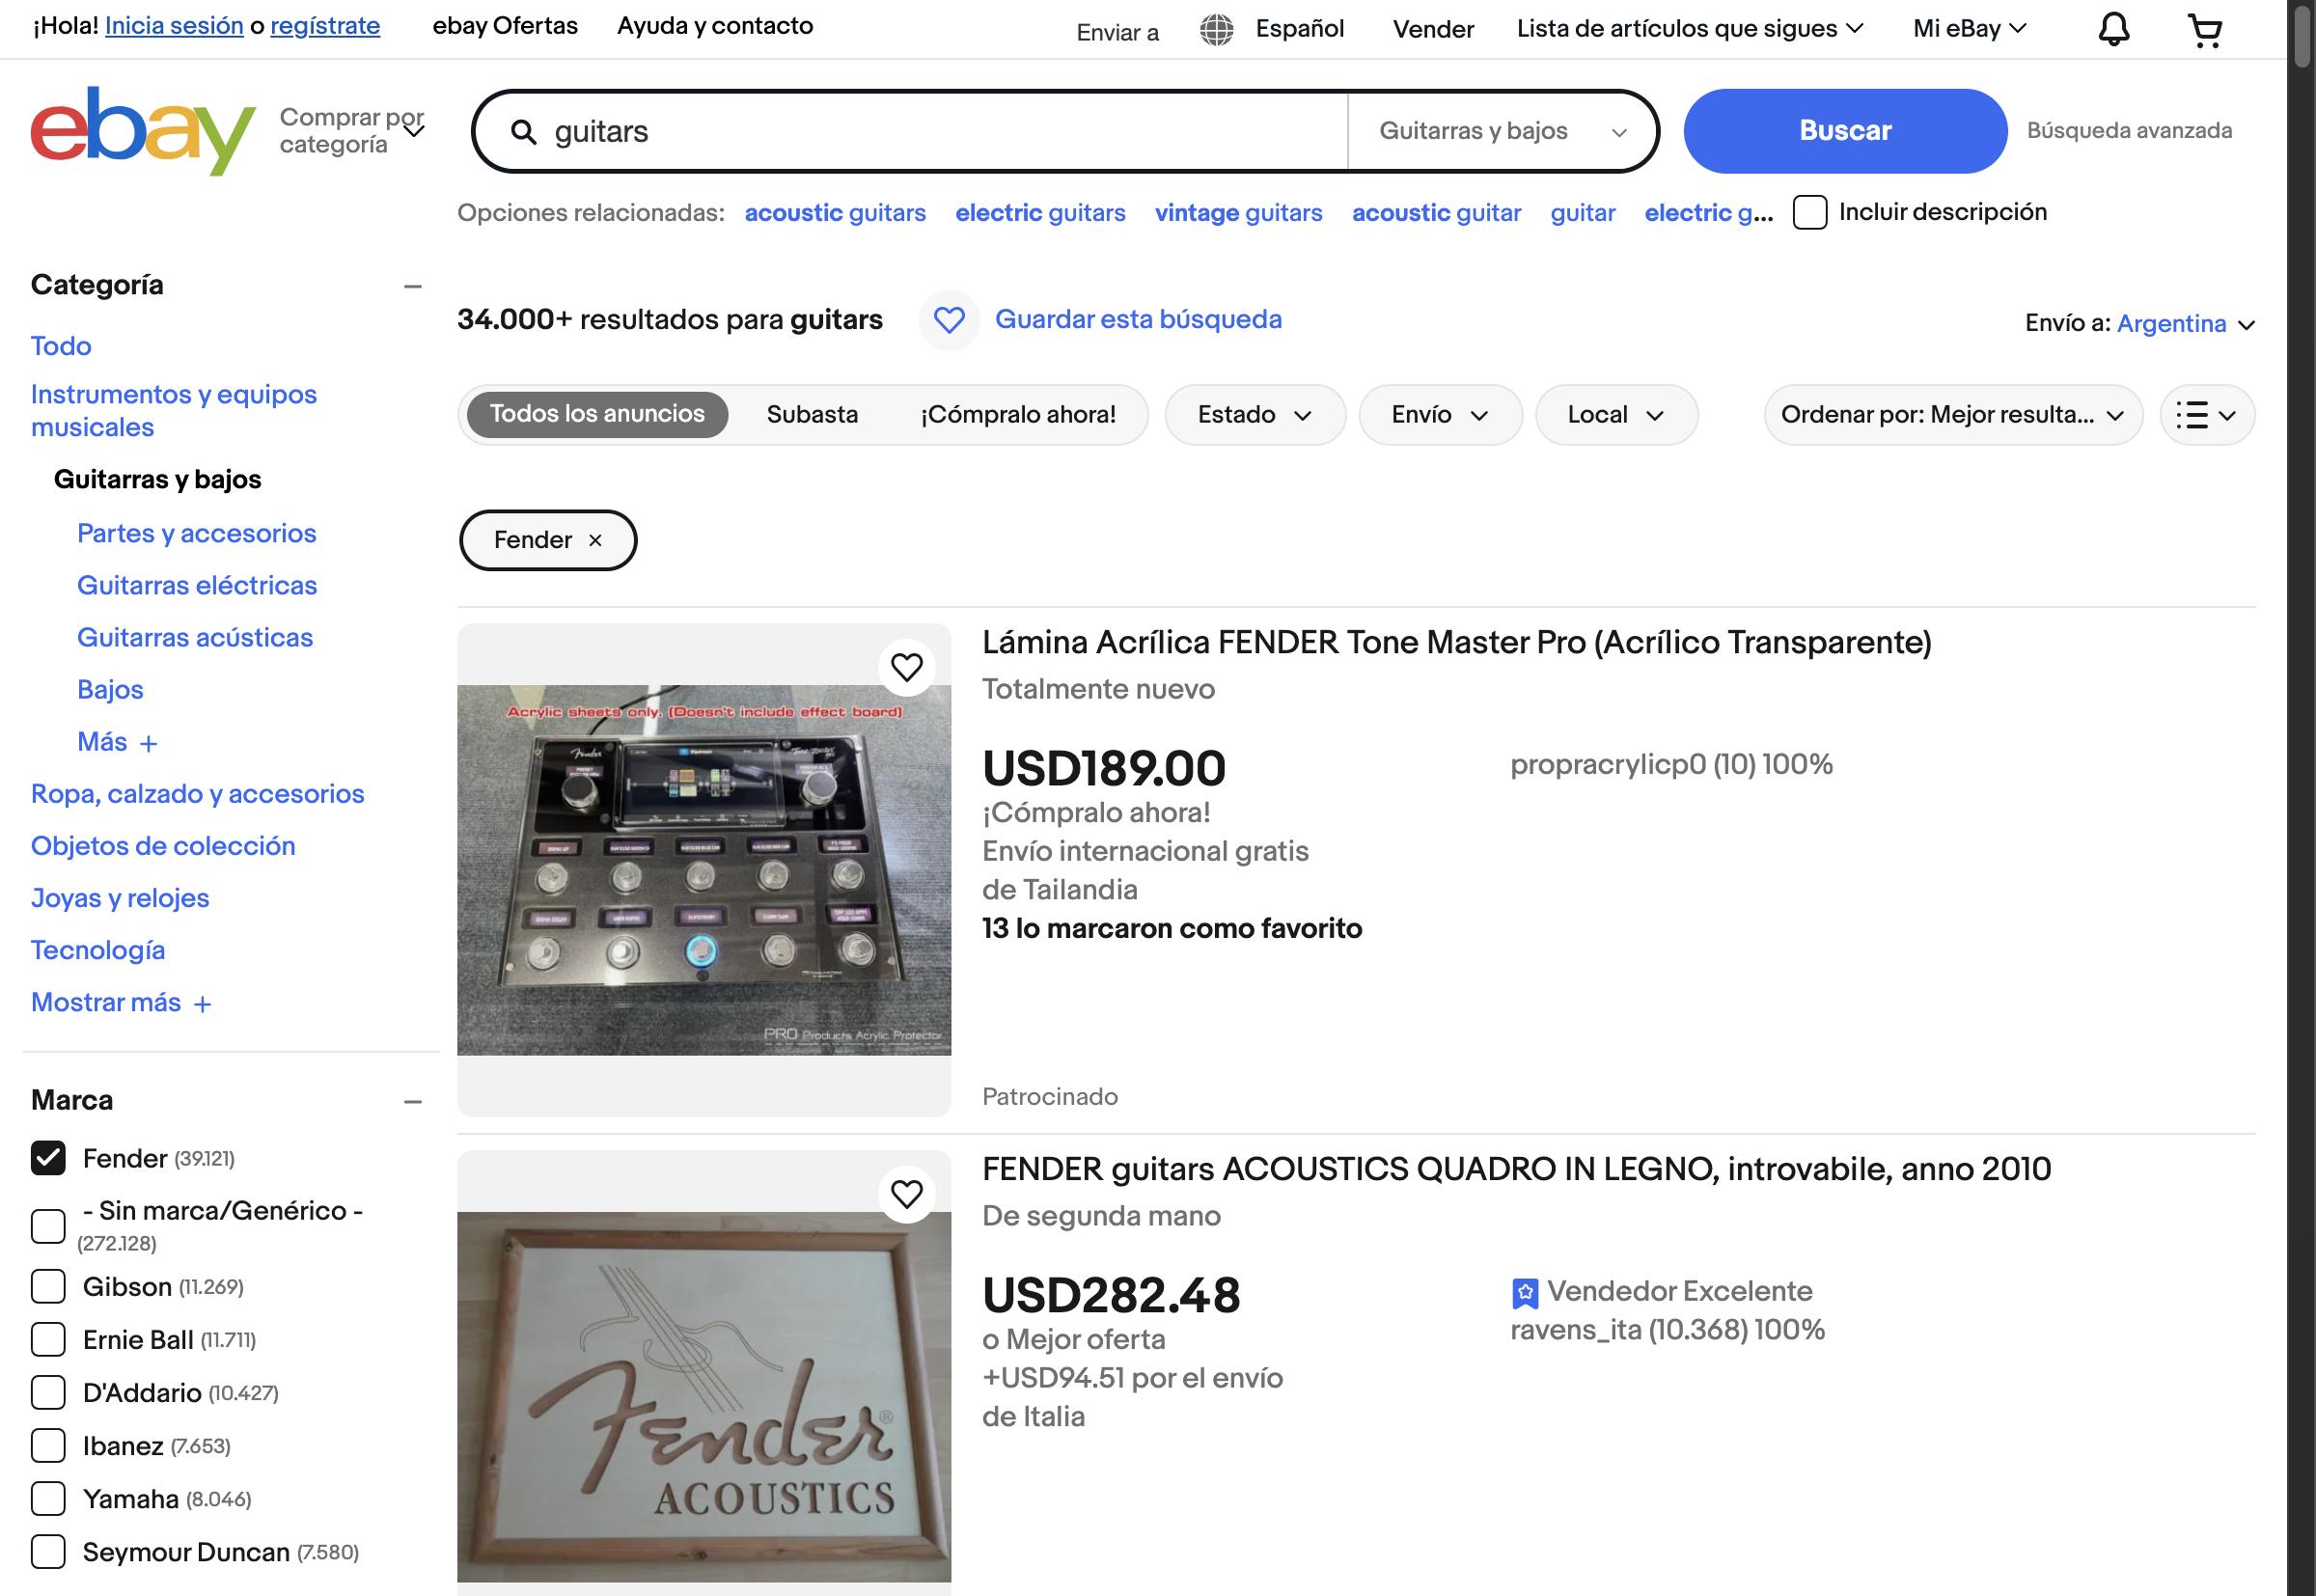 ¡Hola! Inicia sesión o regístrate
ebay Ofertas
Ayuda y contacto
Enviar a
Español
Vender
Lista de artículos que sigues
Mi eBay
ebay
Comprar por
categoría
guitars
Guitarras y bajos
Buscar
Búsqueda avanzada
Opciones relacionadas: acoustic guitars electric guitars vintage guitars acoustic guitar guitar electric g...
Incluir descripción
Categoría
Todo
Instrumentos y equipos
musicales
Guitarras y bajos
Partes y accesorios
Guitarras eléctricas
Guitarras acústicas
Bajos
Más +
Ropa, calzado y accesorios
Objetos de colección
Joyas y relojes
Tecnología
Mostrar más +
Marca
Fender (39.121)
- Sin marca/Genérico -
(272.128)
Gibson (11.269)
Ernie Ball (11.711)
D'Addario (10.427)
Ibanez (7.653)
Yamaha (8.046)
Seymour Duncan (7.580)
34.000+ resultados para guitars
Guardar esta búsqueda
Envío a: Argentina
Todos los anuncios
Subasta
¡Cómpralo ahora!
Estado
Envío
Local
Ordenar por: Mejor resulta...
Fender ×
Acrylic sheets only. (Doesn't include effect board)
Fender
Tone Master
PRO Products Acrylic Protector
Lámina Acrílica FENDER Tone Master Pro (Acrílico Transparente)
Totalmente nuevo
USD189.00
¡Cómpralo ahora!
Envío internacional gratis
de Tailandia
13 lo marcaron como favorito
propracrylicp0 (10) 100%
Patrocinado
Fender®
ACOUSTICS
FENDER guitars ACOUSTICS QUADRO IN LEGNO, introvabile, anno 2010
De segunda mano
USD282.48
o Mejor oferta
+USD94.51 por el envío
de Italia
Vendedor Excelente
ravens_ita (10.368) 100%